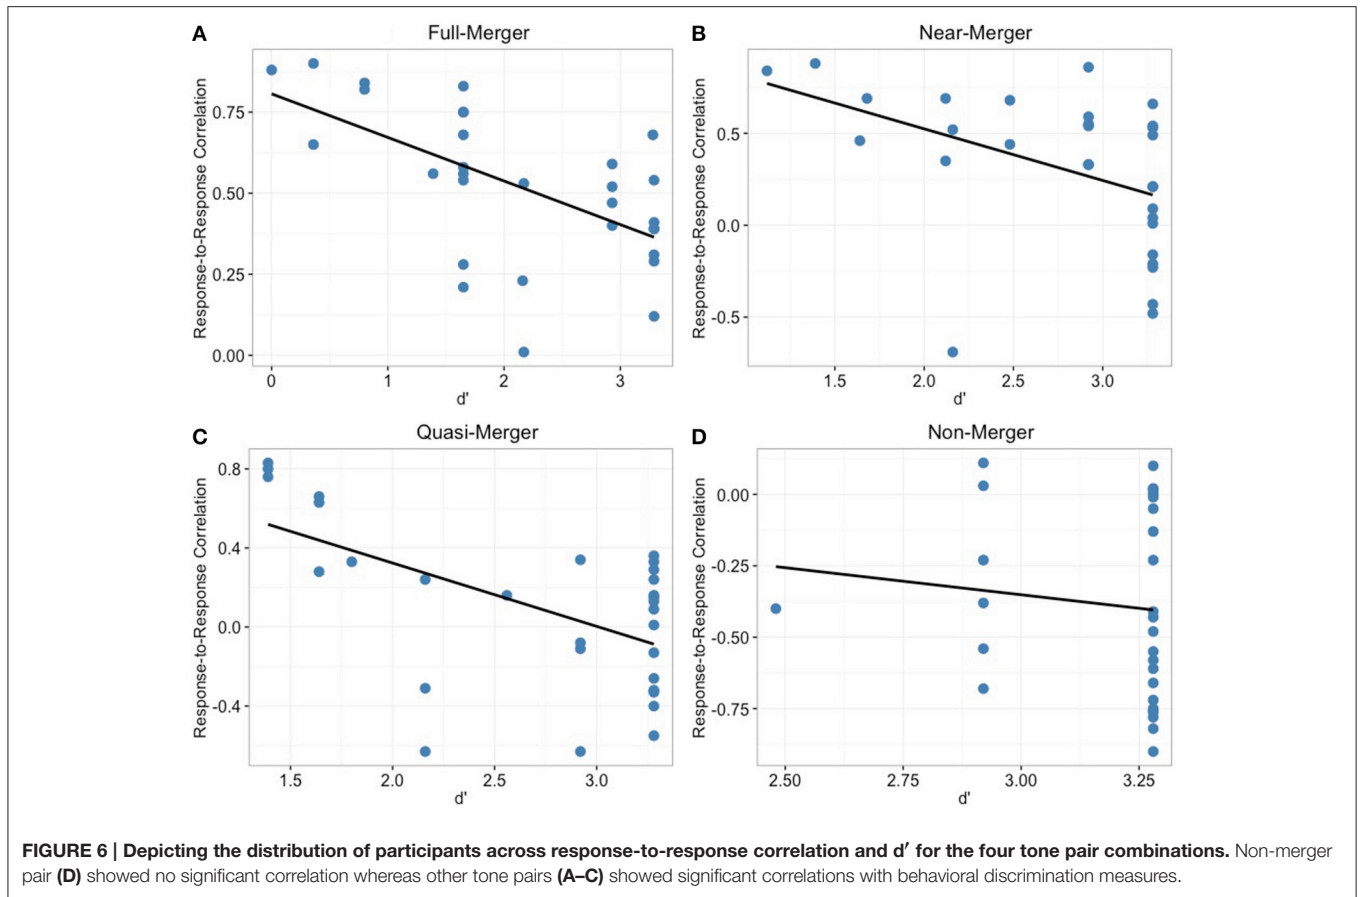 A
Full-Merger
Response-to-Response Correlation
0.75
0.50
0.25
0.00
0 1 2 3
d'
B
Near-Merger
Response-to-Response Correlation
0.5
0.0
-0.5
1.5 2.0 2.5 3.0
d'
C
Quasi-Merger
Response-to-Response Correlation
0.8
0.4
0.0
-0.4
1.5 2.0 2.5 3.0
d'
D
Non-Merger
Response-to-Response Correlation
0.00
-0.25
-0.50
-0.75
2.50 2.75 3.00 3.25
d'
FIGURE 6 | Depicting the distribution of participants across response-to-response correlation and d′ for the four tone pair combinations. Non-merger
pair (D) showed no significant correlation whereas other tone pairs (A–C) showed significant correlations with behavioral discrimination measures.